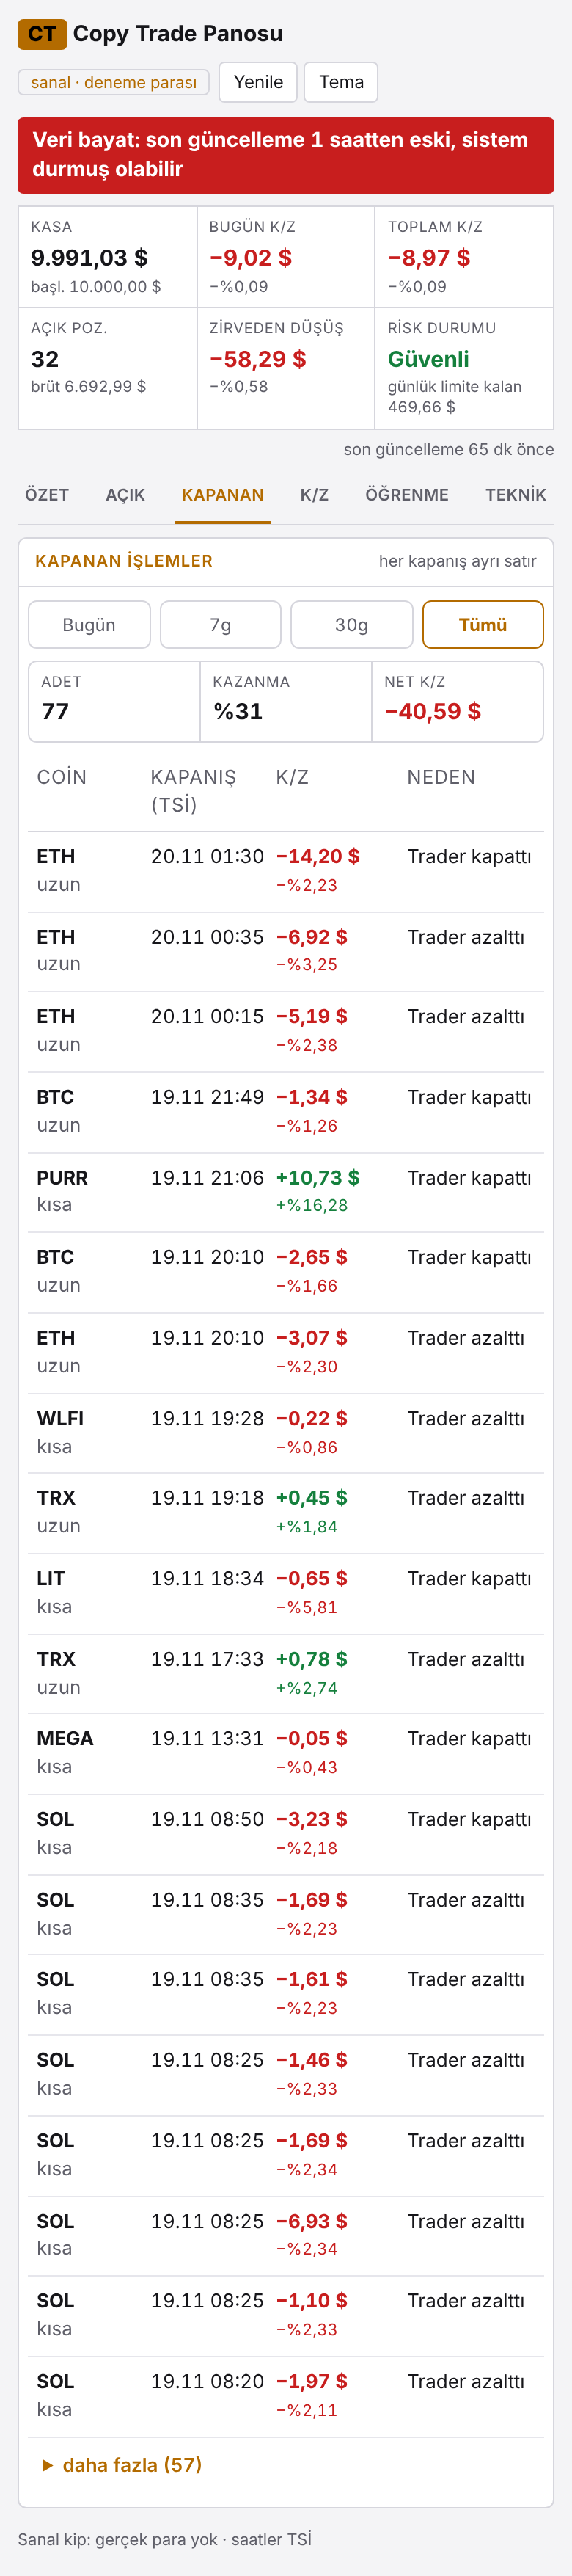 CT Copy Trade Panosu
sanal · deneme parası Yenile Tema
Veri bayat: son güncelleme 1 saatten eski, sistem
durmuş olabilir
KASA BUGÜN K/Z TOPLAM K/Z
9.991,03 $ −9,02 $ −8,97 $
başl. 10.000,00 $ −%0,09 −%0,09
AÇIK POZ. ZİRVEDEN DÜŞÜŞ RİSK DURUMU
32 −58,29 $ Güvenli
brüt 6.692,99 $ −%0,58 günlük limite kalan
469,66 $
son güncelleme 65 dk önce
ÖZET AÇIK KAPANAN K/Z ÖĞRENME TEKNİK
KAPANAN İŞLEMLER her kapanış ayrı satır
Bugün 7g 30g Tümü
ADET KAZANMA NET K/Z
77 %31 −40,59 $
COİN KAPANIŞ K/Z NEDEN
(TSİ)
ETH 20.11 01:30 −14,20 $ Trader kapattı
uzun −%2,23
ETH 20.11 00:35 −6,92 $ Trader azalttı
uzun −%3,25
ETH 20.11 00:15 −5,19 $ Trader azalttı
uzun −%2,38
BTC 19.11 21:49 −1,34 $ Trader kapattı
uzun −%1,26
PURR 19.11 21:06 +10,73 $ Trader kapattı
kısa +%16,28
BTC 19.11 20:10 −2,65 $ Trader kapattı
uzun −%1,66
ETH 19.11 20:10 −3,07 $ Trader azalttı
uzun −%2,30
WLFI 19.11 19:28 −0,22 $ Trader azalttı
kısa −%0,86
TRX 19.11 19:18 +0,45 $ Trader azalttı
uzun +%1,84
LIT 19.11 18:34 −0,65 $ Trader kapattı
kısa −%5,81
TRX 19.11 17:33 +0,78 $ Trader azalttı
uzun +%2,74
MEGA 19.11 13:31 −0,05 $ Trader kapattı
kısa −%0,43
SOL 19.11 08:50 −3,23 $ Trader kapattı
kısa −%2,18
SOL 19.11 08:35 −1,69 $ Trader azalttı
kısa −%2,23
SOL 19.11 08:35 −1,61 $ Trader azalttı
kısa −%2,23
SOL 19.11 08:25 −1,46 $ Trader azalttı
kısa −%2,33
SOL 19.11 08:25 −1,69 $ Trader azalttı
kısa −%2,34
SOL 19.11 08:25 −6,93 $ Trader azalttı
kısa −%2,34
SOL 19.11 08:25 −1,10 $ Trader azalttı
kısa −%2,33
SOL 19.11 08:20 −1,97 $ Trader azalttı
kısa −%2,11
▶ daha fazla (57)
Sanal kip: gerçek para yok · saatler TSİ